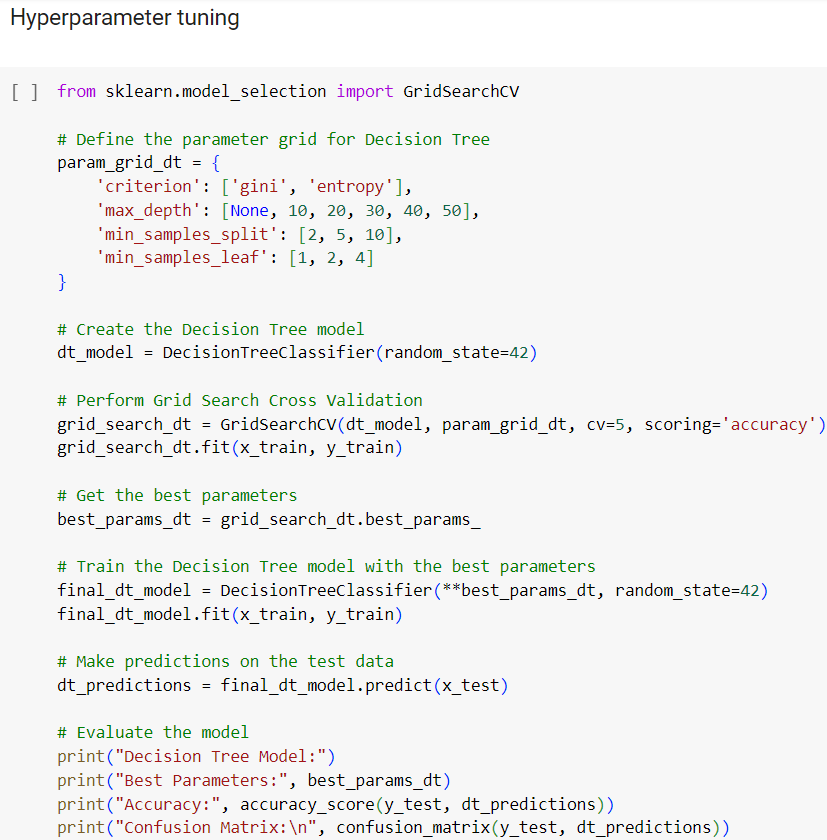 Hyperparameter tuning
[ ] from sklearn.model_selection import GridSearchCV
# Define the parameter grid for Decision Tree
param_grid_dt = {
    'criterion': ['gini', 'entropy'],
    'max_depth': [None, 10, 20, 30, 40, 50],
    'min_samples_split': [2, 5, 10],
    'min_samples_leaf': [1, 2, 4]
}
# Create the Decision Tree model
dt_model = DecisionTreeClassifier(random_state=42)
# Perform Grid Search Cross Validation
grid_search_dt = GridSearchCV(dt_model, param_grid_dt, cv=5, scoring='accuracy')
grid_search_dt.fit(x_train, y_train)
# Get the best parameters
best_params_dt = grid_search_dt.best_params_
# Train the Decision Tree model with the best parameters
final_dt_model = DecisionTreeClassifier(**best_params_dt, random_state=42)
final_dt_model.fit(x_train, y_train)
# Make predictions on the test data
dt_predictions = final_dt_model.predict(x_test)
# Evaluate the model
print("Decision Tree Model:")
print("Best Parameters:", best_params_dt)
print("Accuracy:", accuracy_score(y_test, dt_predictions))
print("Confusion Matrix:\n", confusion_matrix(y_test, dt_predictions))